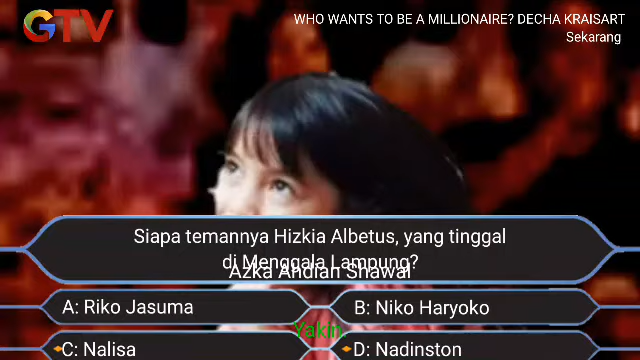 GTV
WHO WANTS TO BE A MILLIONAIRE? DECHA KRAISART
Sekarang
Siapa temannya Hizkia Albetus, yang tinggal
di Menggala Lampung?
Azka Andian Shawal
A: Riko Jasuma
B: Niko Haryoko
Yakin.
C: Nalisa
D: Nadinston